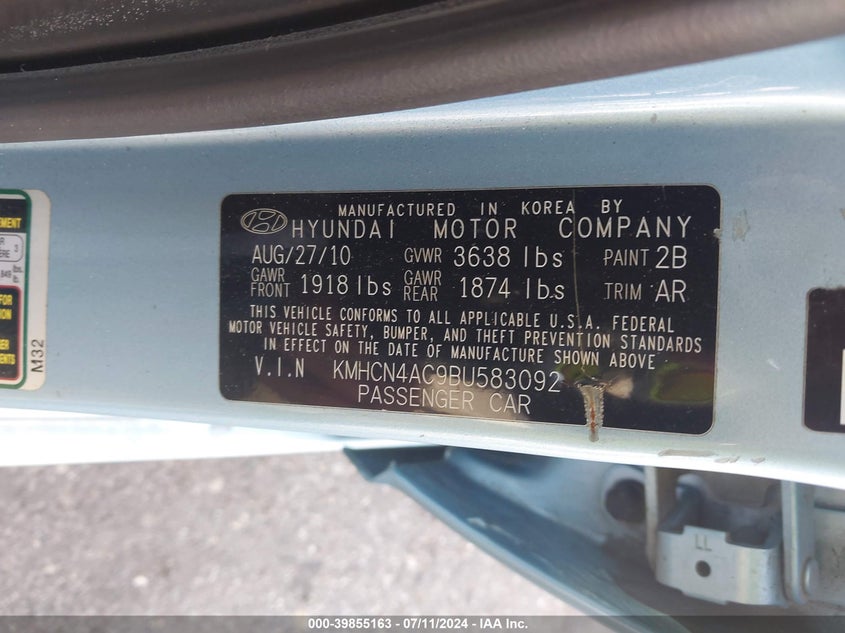 MANUFACTURED IN KOREA BY
HYUNDAI MOTOR COMPANY
AUG/27/10 GVWR 3638 lbs PAINT 2B
GAWR FRONT 1918 lbs GAWR REAR 1874 lbs TRIM AR
THIS VEHICLE CONFORMS TO ALL APPLICABLE U.S.A. FEDERAL
MOTOR VEHICLE SAFETY, BUMPER, AND THEFT PREVENTION STANDARDS
IN EFFECT ON THE DATE OF MANUFACTURE SHOWN ABOVE
V.I.N KMHCN4AC9BU583092
PASSENGER CAR
M32
LL
000-39855163 - 07/11/2024 - IAA Inc.